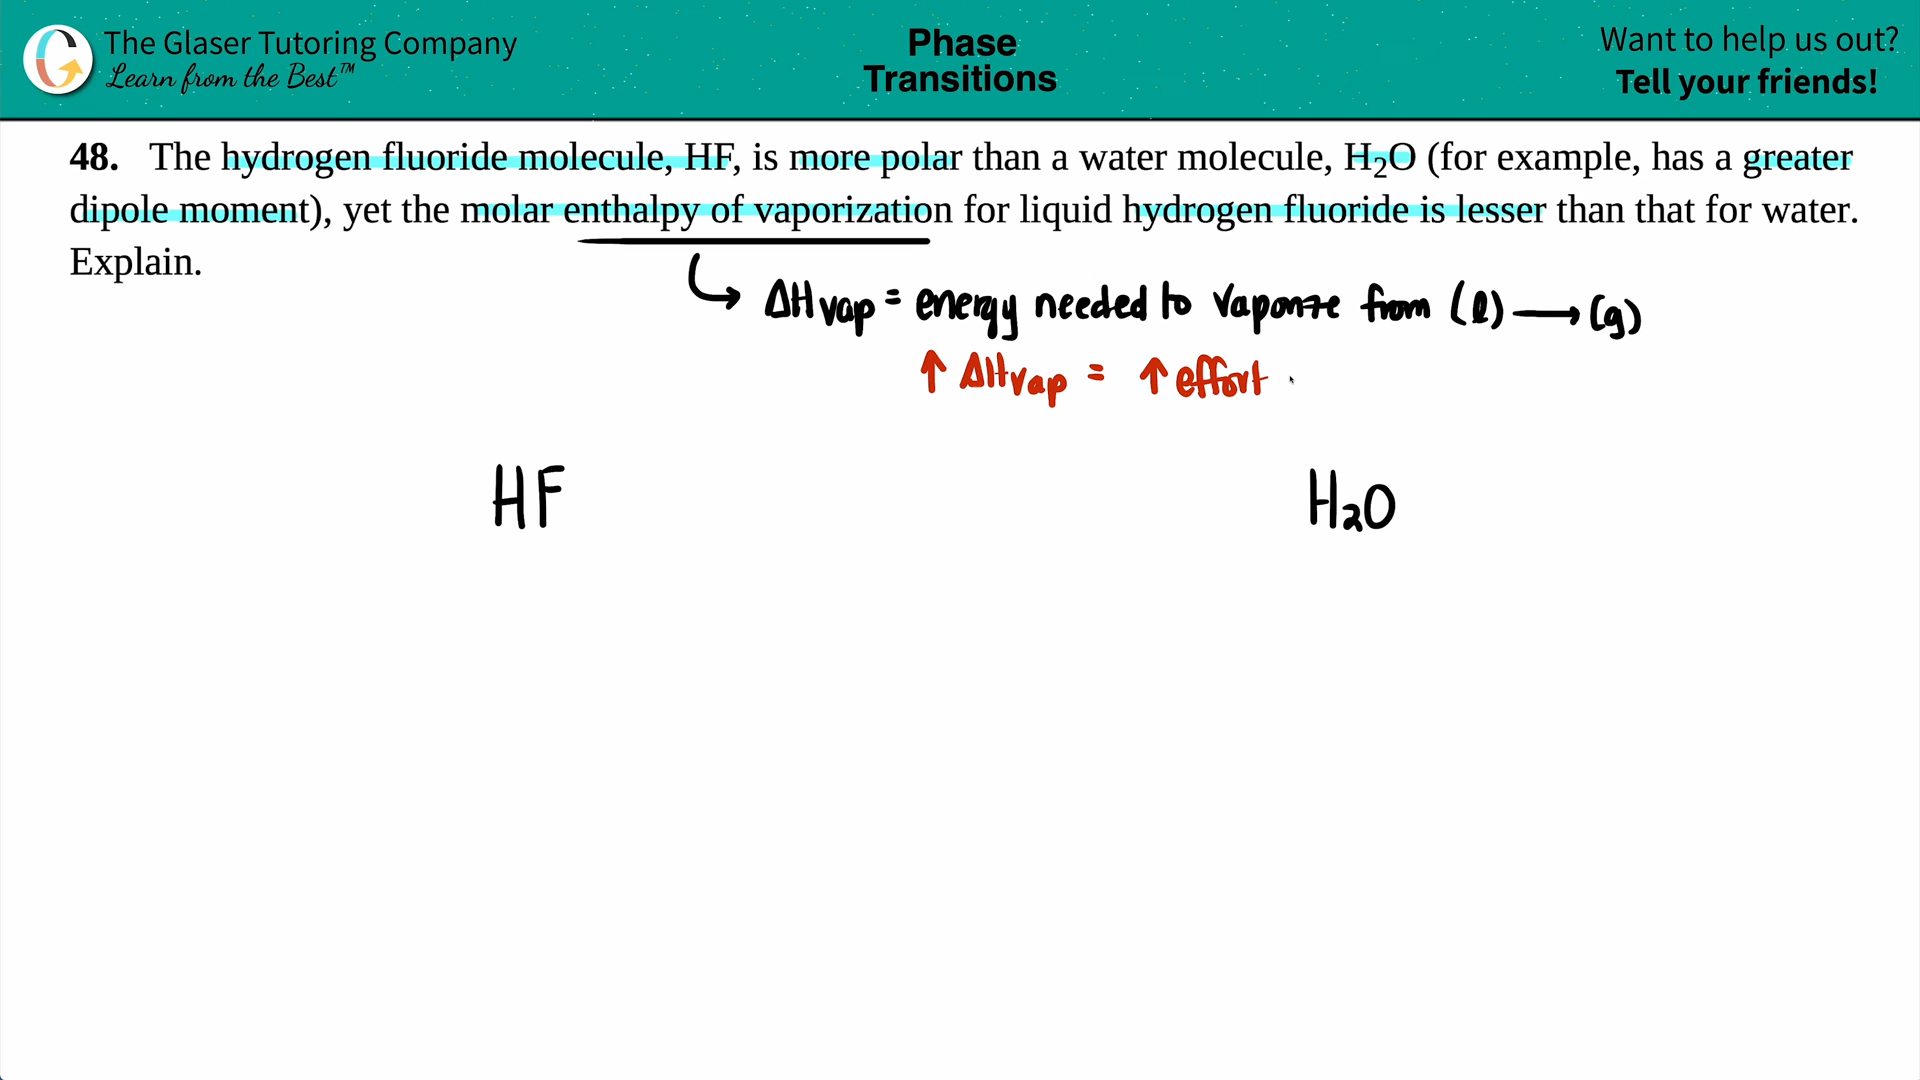 The Glaser Tutoring Company
Learn from the Best™
Phase
Transitions
Want to help us out?
Tell your friends!
48. The hydrogen fluoride molecule, HF, is more polar than a water molecule, H₂O (for example, has a greater
dipole moment), yet the molar enthalpy of vaporization for liquid hydrogen fluoride is lesser than that for water.
Explain.
↳ ΔHvap = energy needed to vaporize from (l) ⟶ (g)
↑ ΔHvap = ↑ effort
HF
H₂O